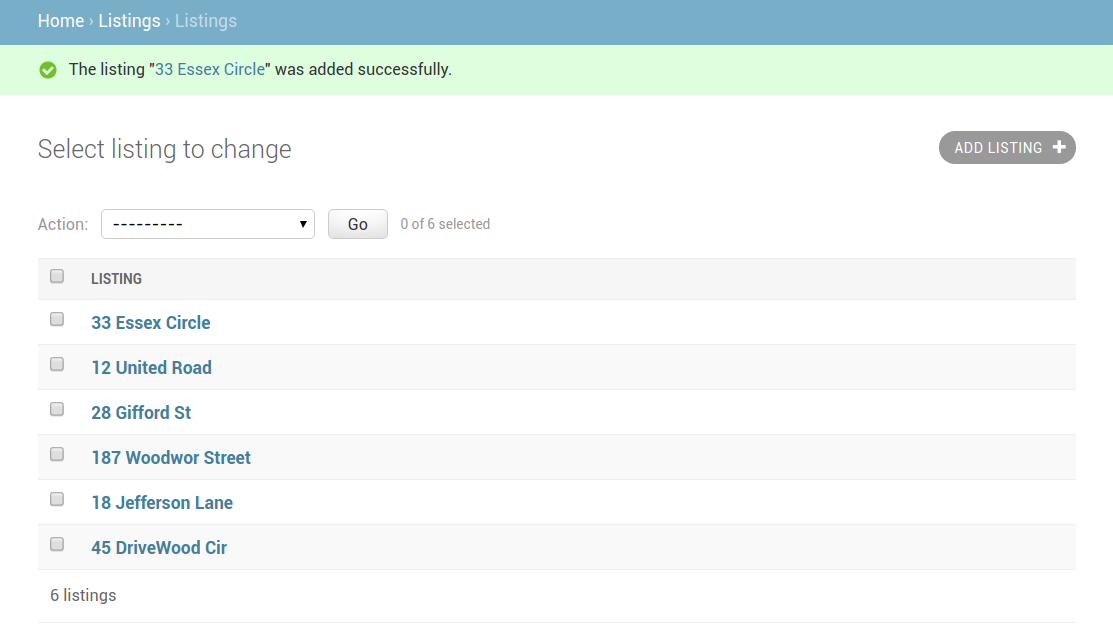 Home › Listings › Listings
The listing "33 Essex Circle" was added successfully.
Select listing to change
ADD LISTING
Action: --------- Go 0 of 6 selected
LISTING
33 Essex Circle
12 United Road
28 Gifford St
187 Woodwor Street
18 Jefferson Lane
45 DriveWood Cir
6 listings